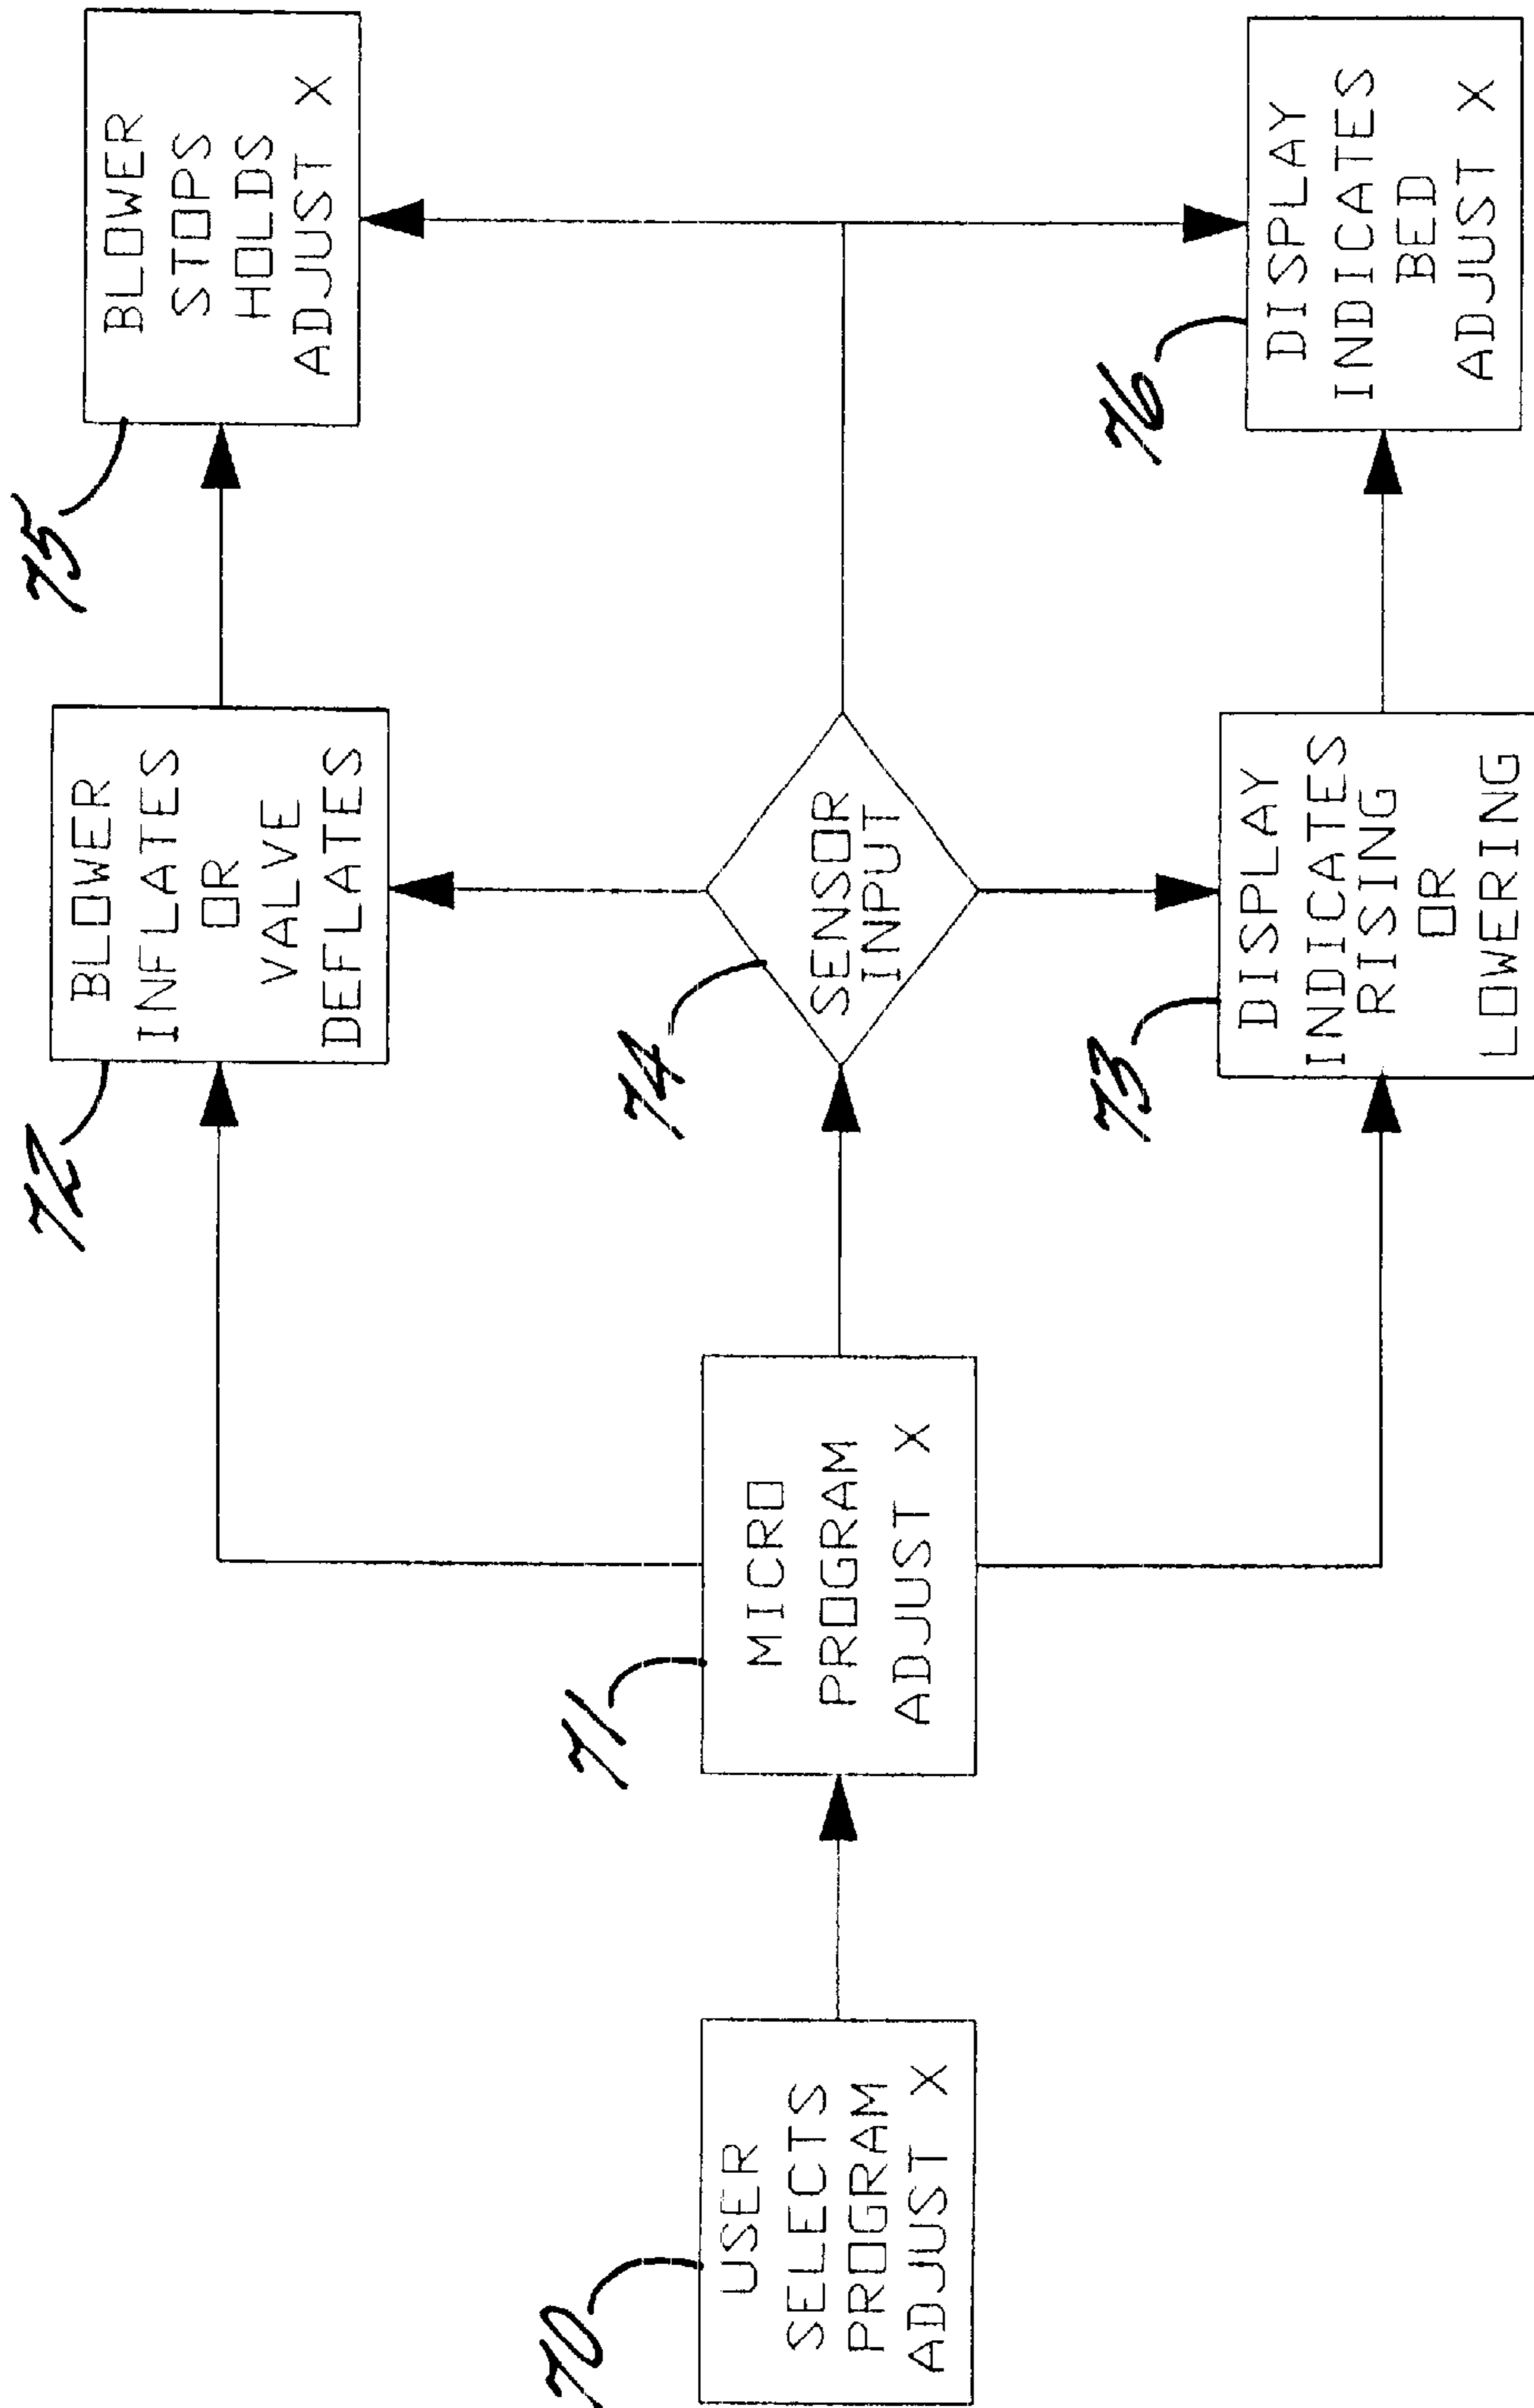 70
USER
SELECTS
PROGRAM
ADJUST X
71
MICRO
PROGRAM
ADJUST X
72
BLOWER
INFLATES
OR
VALVE
DEFLATES
74
SENSOR
INPUT
73
DISPLAY
INDICATES
RISING
OR
LOWERING
75
BLOWER
STOPS
HOLDS
ADJUST X
76
DISPLAY
INDICATES
BED
ADJUST X